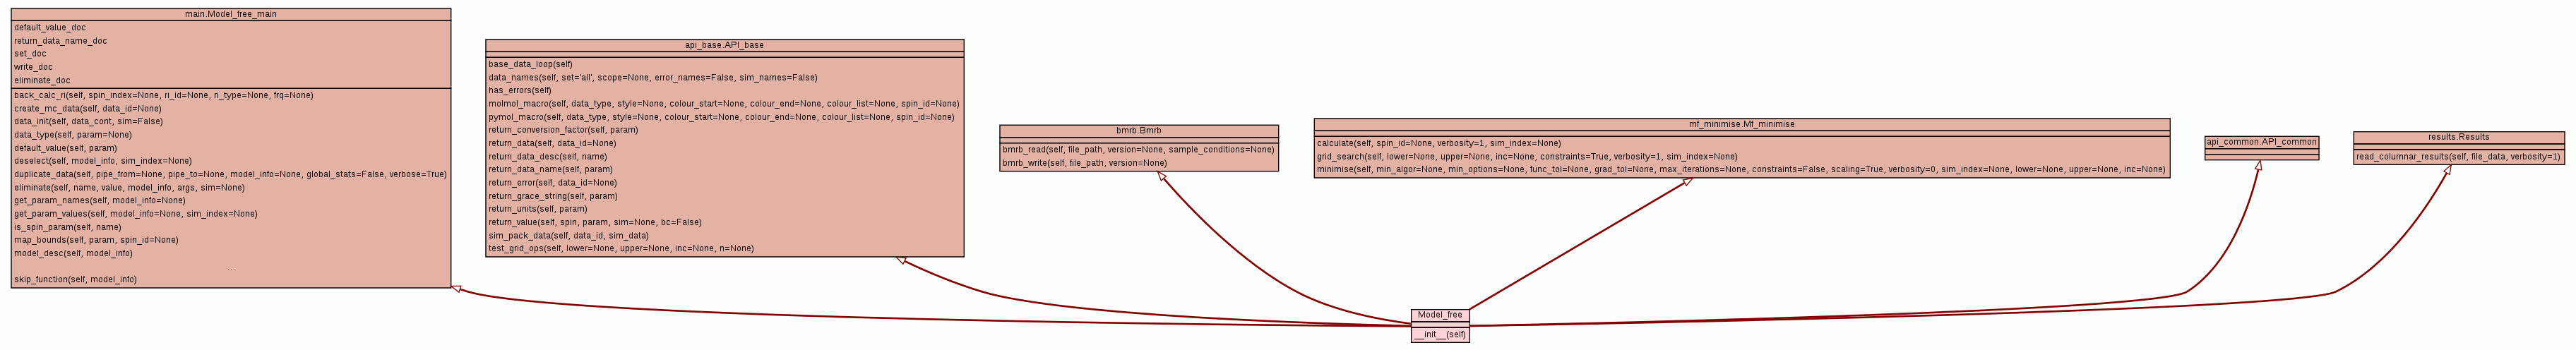 main.Model_free_main
default_value_doc
return_data_name_doc
set_doc
write_doc
eliminate_doc
back_calc_ri(self, spin_index=None, ri_id=None, ri_type=None, frq=None)
create_mc_data(self, data_id=None)
data_init(self, data_cont, sim=False)
data_type(self, param=None)
default_value(self, param)
deselect(self, model_info, sim_index=None)
duplicate_data(self, pipe_from=None, pipe_to=None, model_info=None, global_stats=False, verbose=True)
eliminate(self, name, value, model_info, args, sim=None)
get_param_names(self, model_info=None)
get_param_values(self, model_info=None, sim_index=None)
is_spin_param(self, name)
map_bounds(self, param, spin_id=None)
model_desc(self, model_info)
...
skip_function(self, model_info)
api_base.API_base
base_data_loop(self)
data_names(self, set='all', scope=None, error_names=False, sim_names=False)
has_errors(self)
molmol_macro(self, data_type, style=None, colour_start=None, colour_end=None, colour_list=None, spin_id=None)
pymol_macro(self, data_type, style=None, colour_start=None, colour_end=None, colour_list=None, spin_id=None)
return_conversion_factor(self, param)
return_data(self, data_id=None)
return_data_desc(self, name)
return_data_name(self, param)
return_error(self, data_id=None)
return_grace_string(self, param)
return_units(self, param)
return_value(self, spin, param, sim=None, bc=False)
sim_pack_data(self, data_id, sim_data)
test_grid_ops(self, lower=None, upper=None, inc=None, n=None)
bmrb.Bmrb
bmrb_read(self, file_path, version=None, sample_conditions=None)
bmrb_write(self, file_path, version=None)
mf_minimise.Mf_minimise
calculate(self, spin_id=None, verbosity=1, sim_index=None)
grid_search(self, lower=None, upper=None, inc=None, constraints=True, verbosity=1, sim_index=None)
minimise(self, min_algor=None, min_options=None, func_tol=None, grad_tol=None, max_iterations=None, constraints=False, scaling=True, verbosity=0, sim_index=None, lower=None, upper=None, inc=None)
api_common.API_common
results.Results
read_columnar_results(self, file_data, verbosity=1)
Model_free
__init__(self)